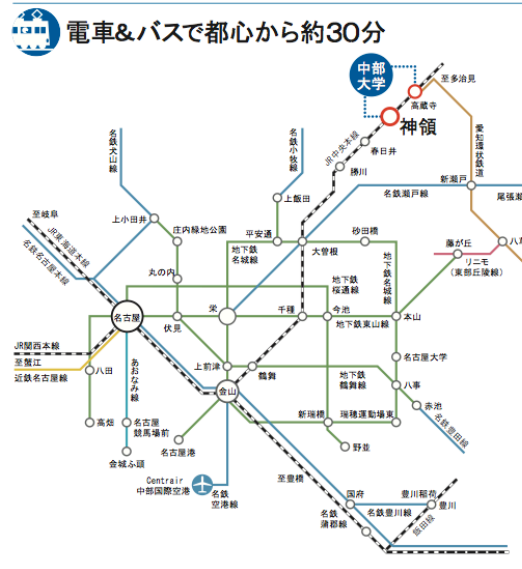 電車&バスで都心から約30分
中部
大学
至多治見
高蔵寺
神領
JR中央本線
春日井
勝川
愛知環状鉄道
新瀬戸
名鉄瀬戸線
尾張瀬
名鉄犬山線
名鉄小牧線
上飯田
至岐阜
JR東海道本線
名鉄名古屋本線
上小田井
庄内緑地公園
平安通
地下鉄
名城線
大曽根
砂田橋
地下鉄名城線
藤が丘
リニモ
(東部丘陵線)
八草
丸の内
地下鉄
桜通線
名古屋
伏見
栄
千種
今池
地下鉄東山線
本山
JR関西本線
至蟹江
近鉄名古屋線
八田
あおなみ線
上前津
鶴舞
地下鉄
鶴舞線
名古屋大学
八事
金山
赤池
名鉄豊田線
高畑
名古屋
競馬場前
金城ふ頭
名古屋港
新瑞橋
瑞穂運動場東
野並
Centrair
中部国際空港
名鉄
空港線
至豊橋
国府
豊川稲荷
豊川
名鉄豊川線
飯田線
名鉄
蒲郡線